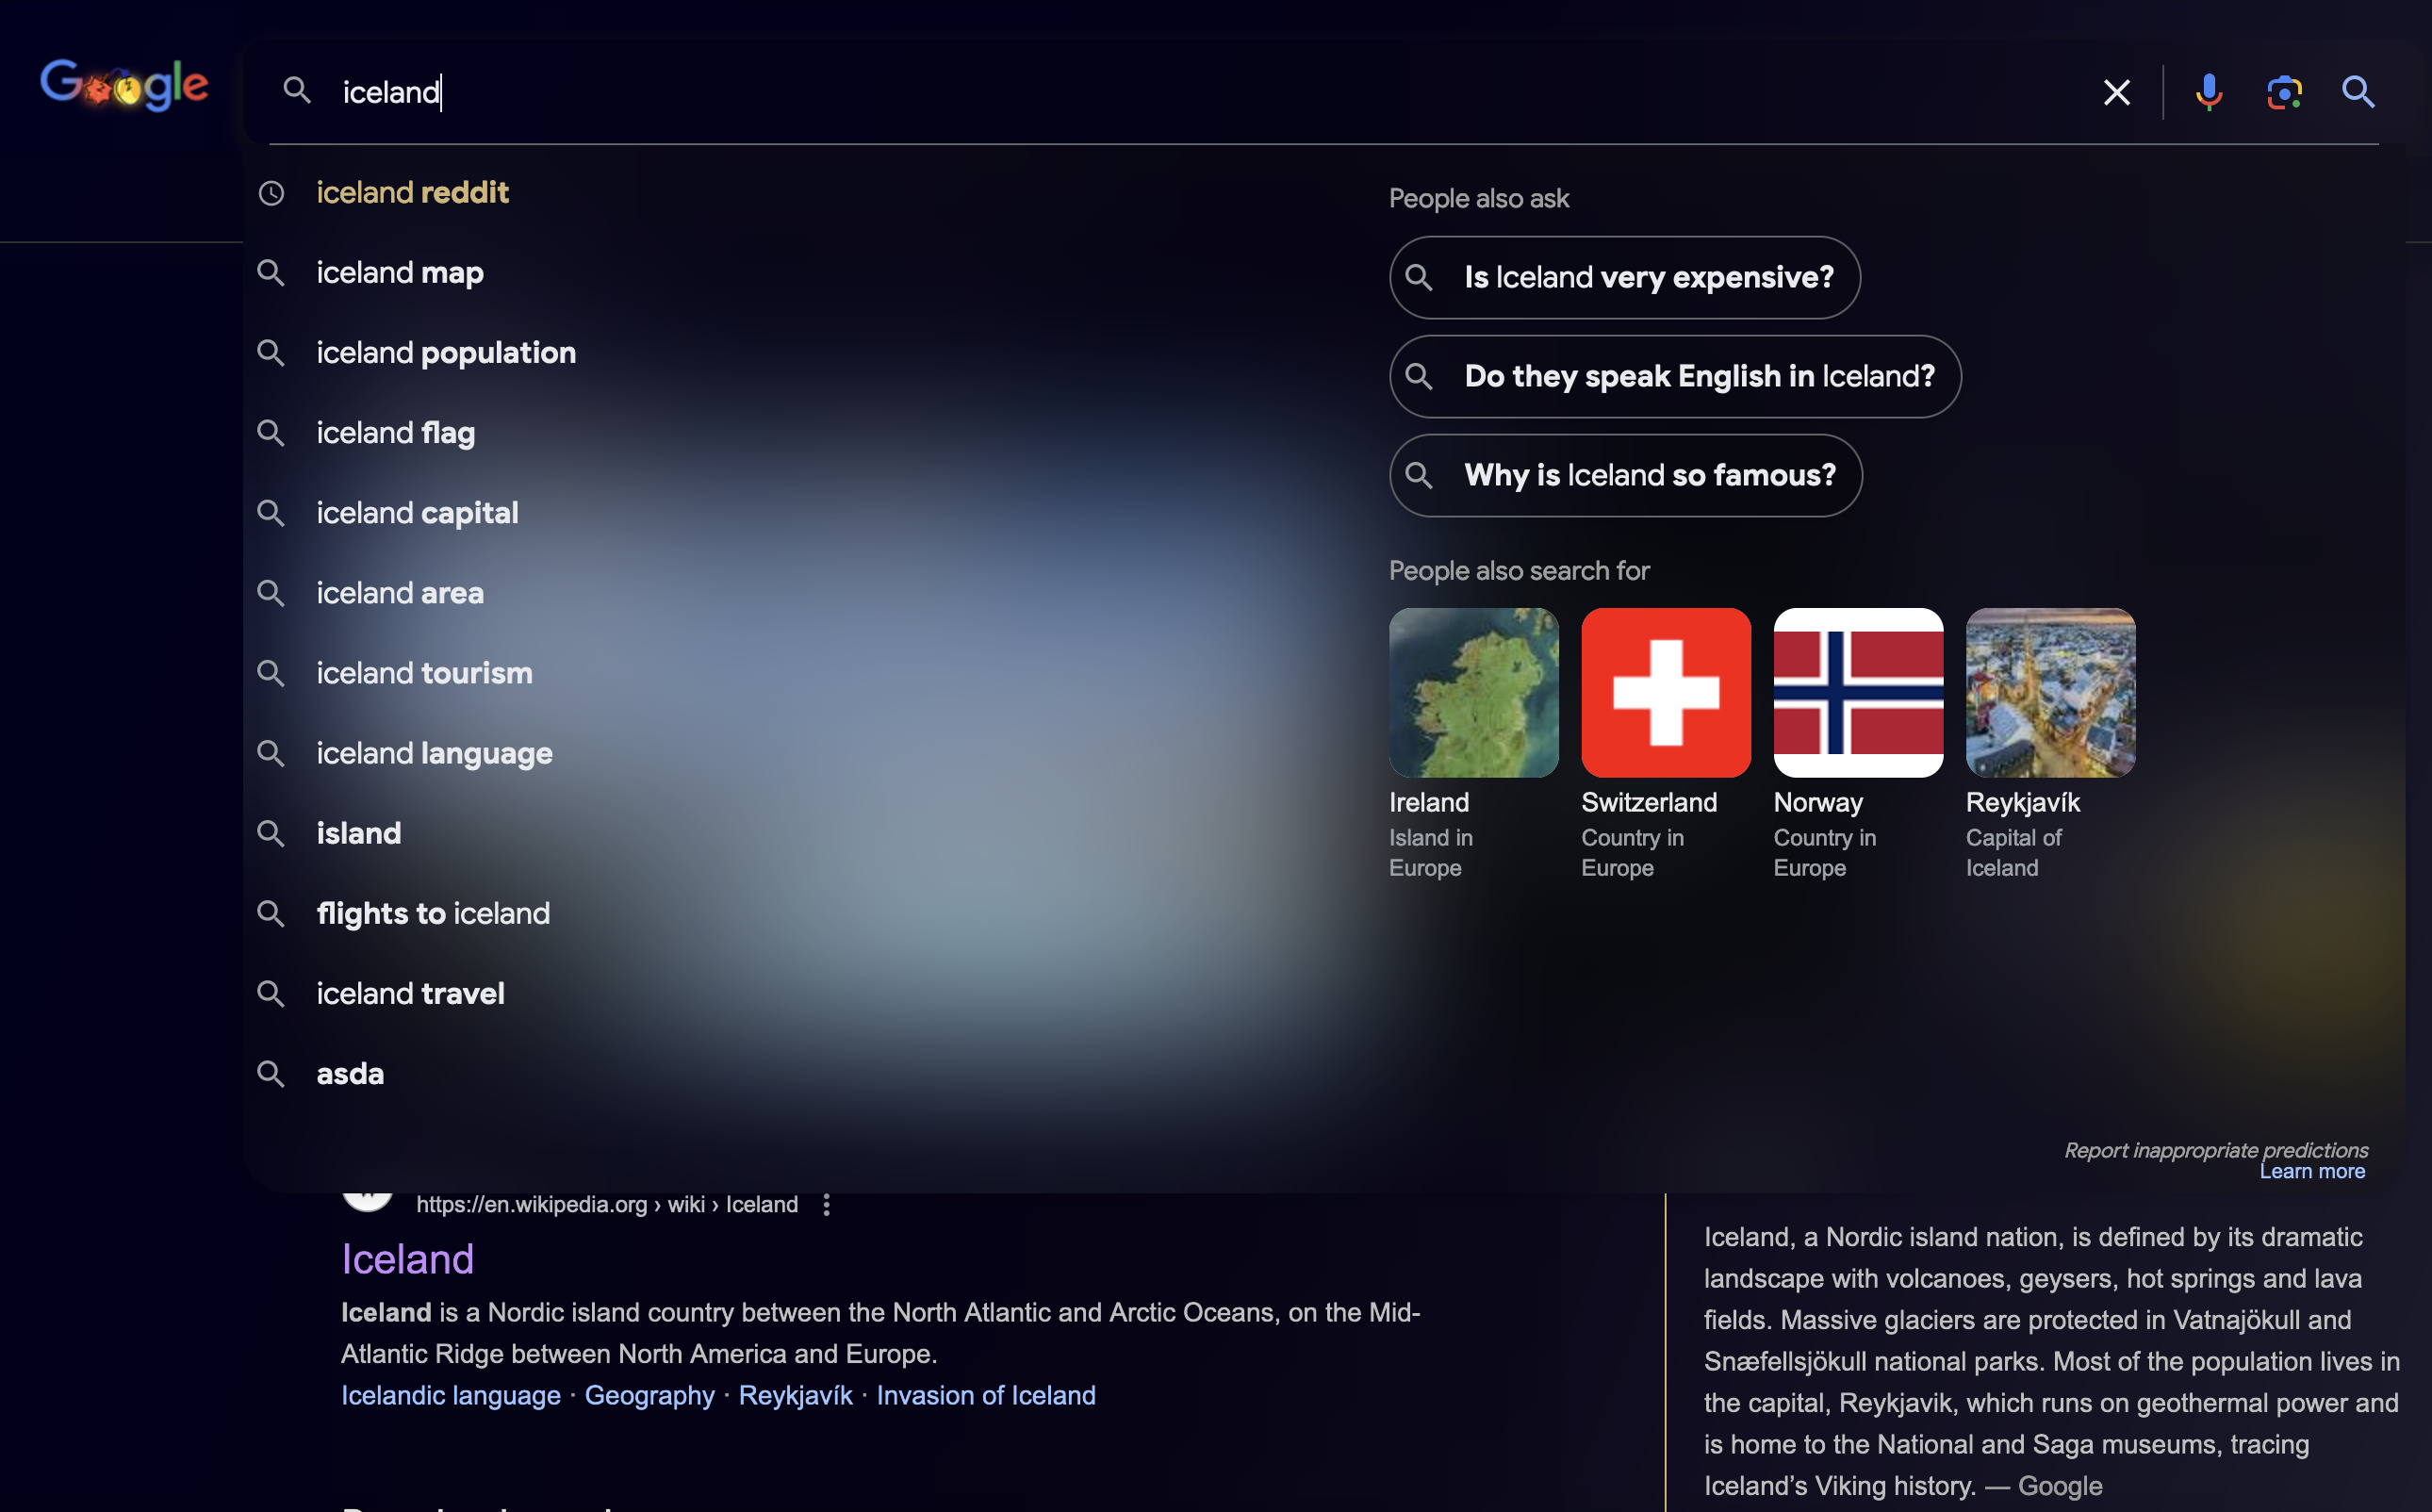 Google
iceland
iceland reddit
iceland map
iceland population
iceland flag
iceland capital
iceland area
iceland tourism
iceland language
island
flights to iceland
iceland travel
asda
People also ask
Is Iceland very expensive?
Do they speak English in Iceland?
Why is Iceland so famous?
People also search for
Ireland
Island in
Europe
Switzerland
Country in
Europe
Norway
Country in
Europe
Reykjavík
Capital of
Iceland
Report inappropriate predictions
Learn more
https://en.wikipedia.org › wiki › Iceland
Iceland
Iceland is a Nordic island country between the North Atlantic and Arctic Oceans, on the Mid-
Atlantic Ridge between North America and Europe.
Icelandic language · Geography · Reykjavík · Invasion of Iceland
Iceland, a Nordic island nation, is defined by its dramatic
landscape with volcanoes, geysers, hot springs and lava
fields. Massive glaciers are protected in Vatnajökull and
Snæfellsjökull national parks. Most of the population lives in
the capital, Reykjavik, which runs on geothermal power and
is home to the National and Saga museums, tracing
Iceland’s Viking history. — Google